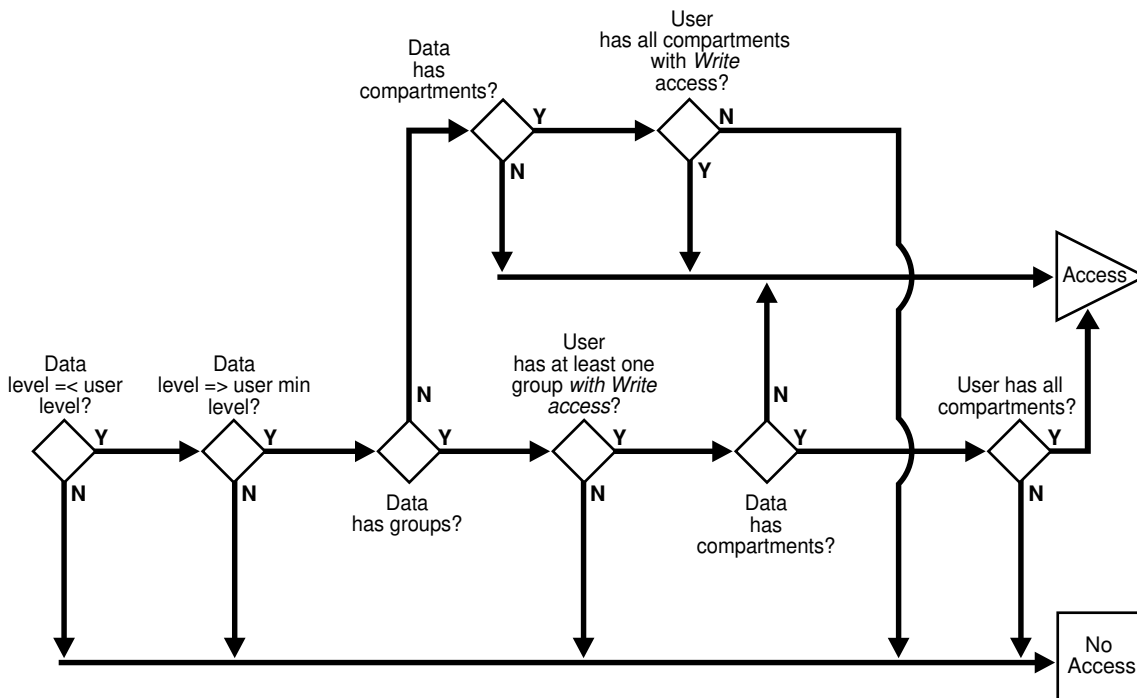 User
has all compartments
with Write
access?
Data
has
compartments?
Y
N
N
Y
Access
Data
level =< user
level?
Data
level => user min
level?
N
User
has at least one
group with Write
access?
N
User has all
compartments?
Y
Y
Y
Y
Y
Y
N
N
N
N
Data
has groups?
Data
has
compartments?
No
Access